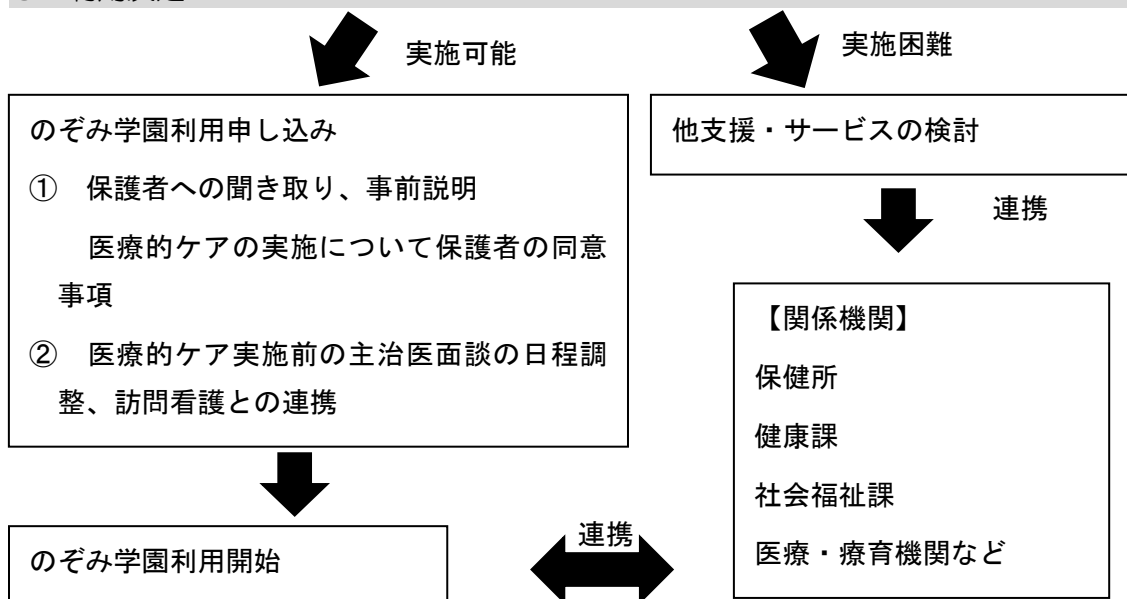 実施可能
実施困難
のぞみ学園利用申し込み
① 保護者への聞き取り、事前説明
医療的ケアの実施について保護者の同意
事項
② 医療的ケア実施前の主治医面談の日程調
整、訪問看護との連携
他支援・サービスの検討
連携
【関係機関】
保健所
健康課
社会福祉課
医療・療育機関など
のぞみ学園利用開始
連携